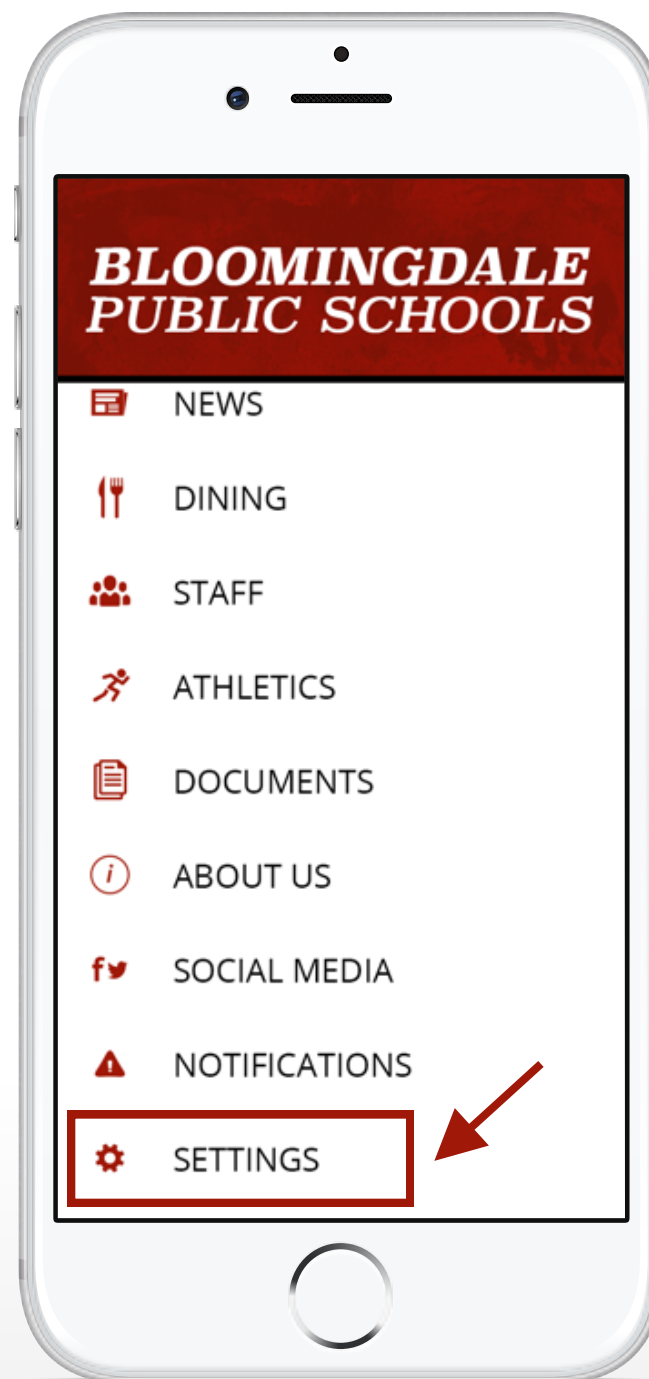 BLOOMINGDALE
PUBLIC SCHOOLS
NEWS
DINING
STAFF
ATHLETICS
DOCUMENTS
ABOUT US
SOCIAL MEDIA
NOTIFICATIONS
SETTINGS